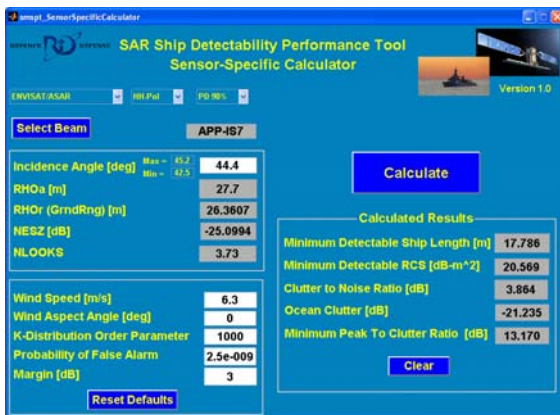 smspt_SensorSpecificCalculator
DEFENCE R&D DÉFENSE
SAR Ship Detectability Performance Tool
Sensor-Specific Calculator
Version 1.0
ENVISAT/ASAR HH-Pol PD 90%
Select Beam APP-IS7
Incidence Angle [deg] Max = 45.2 Min = 42.5 44.4
RHOa [m] 27.7
RHOr (GrndRng) [m] 26.3607
NESZ [dB] -25.0994
NLOOKS 3.73
Wind Speed [m/s] 6.3
Wind Aspect Angle [deg] 0
K-Distribution Order Parameter 1000
Probability of False Alarm 2.5e-009
Margin [dB] 3
Reset Defaults
Calculate
Calculated Results
Minimum Detectable Ship Length [m] 17.786
Minimum Detectable RCS [dB-m^2] 20.569
Clutter to Noise Ratio [dB] 3.864
Ocean Clutter [dB] -21.235
Minimum Peak To Clutter Ratio [dB] 13.170
Clear